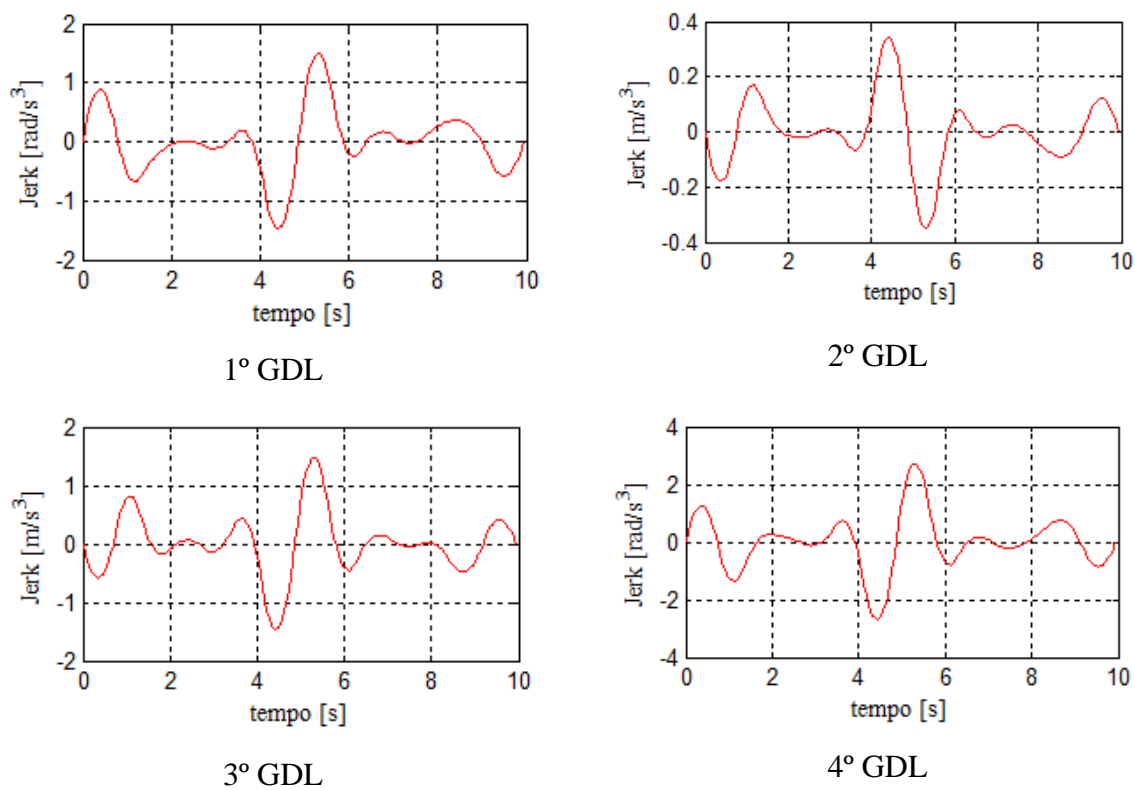 2
1
0
-1
-2
Jerk [rad/s³]
0 2 4 6 8 10
tempo [s]
1º GDL
0.4
0.2
0
-0.2
-0.4
Jerk [m/s³]
0 2 4 6 8 10
tempo [s]
2º GDL
2
1
0
-1
-2
Jerk [m/s³]
0 2 4 6 8 10
tempo [s]
3º GDL
4
2
0
-2
-4
Jerk [rad/s³]
0 2 4 6 8 10
tempo [s]
4º GDL